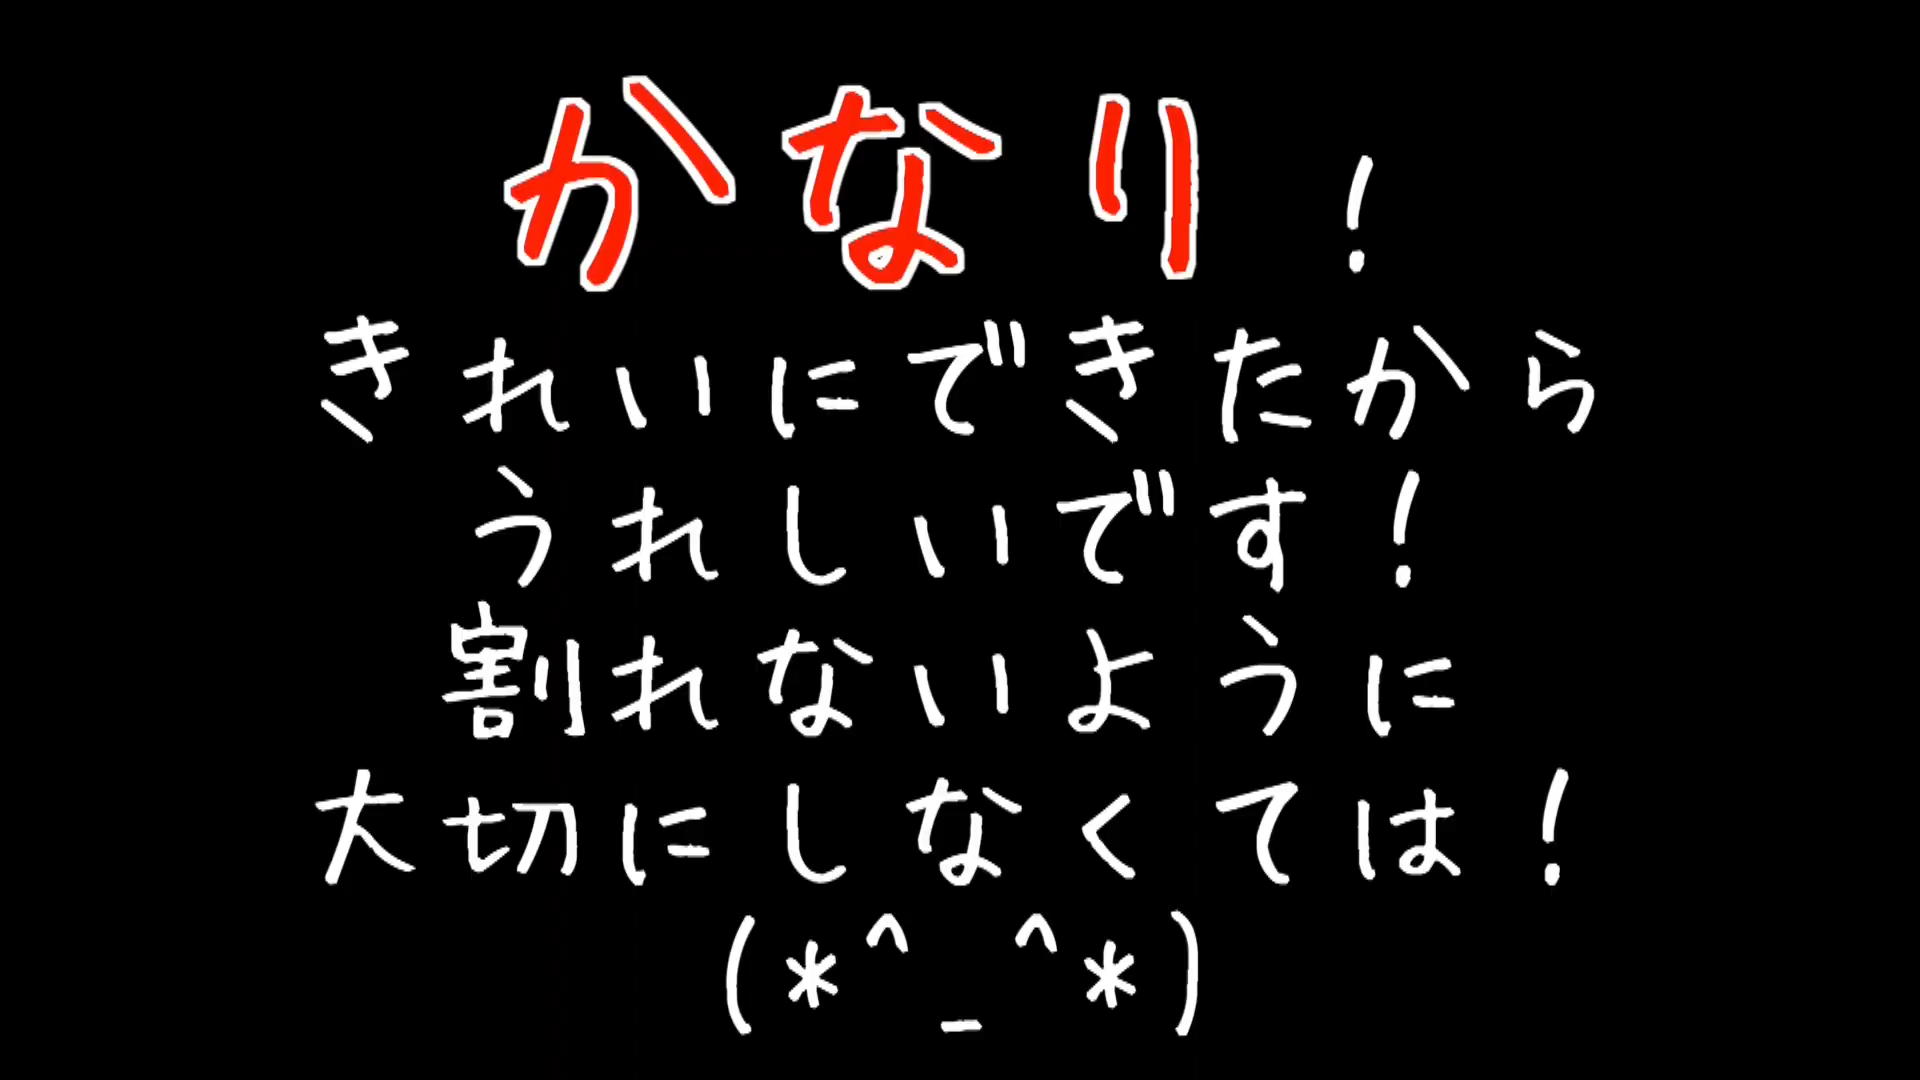 かなり!
きれいにできたから
うれしいです!
割れないように
大切にしなくては!
(*^_^*)